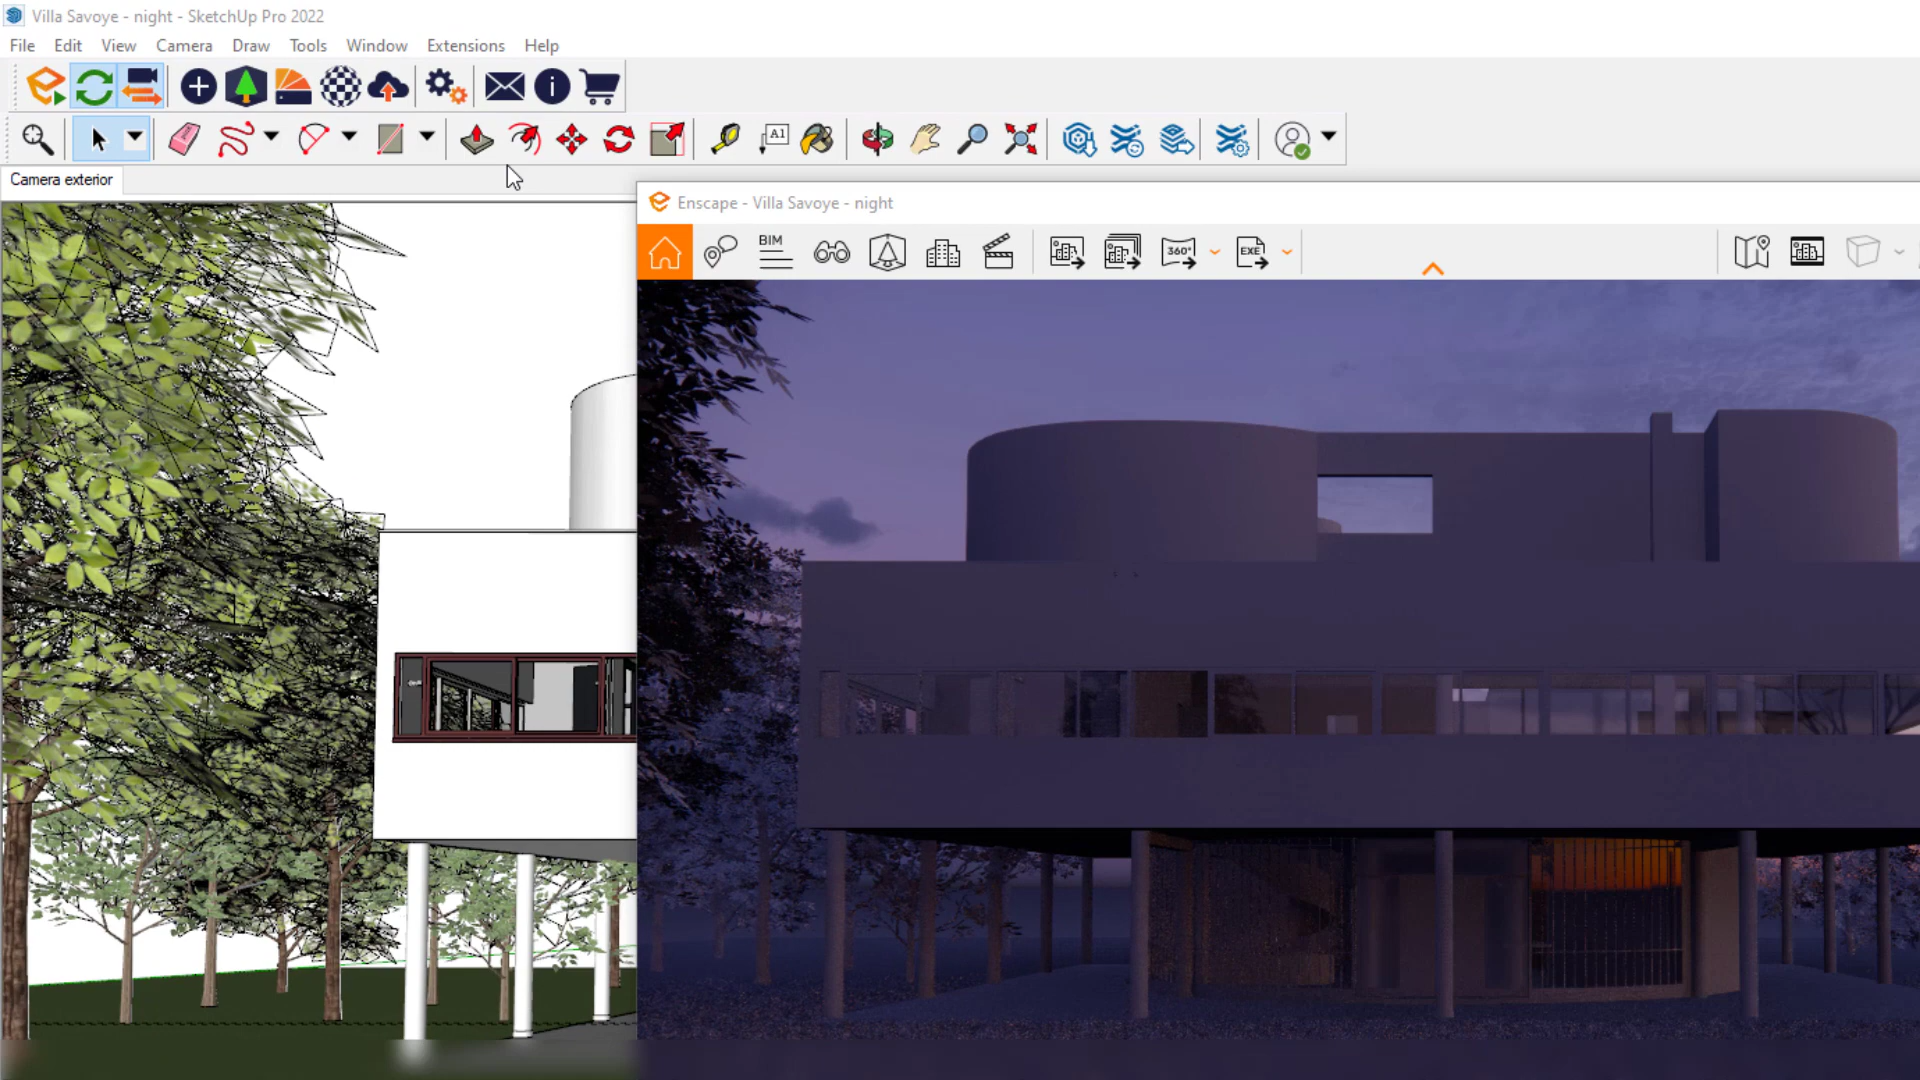 Villa Savoye - night - SketchUp Pro 2022
File Edit View Camera Draw Tools Window Extensions Help
i
A1
Camera exterior
Enscape - Villa Savoye - night
BIM
360°
EXE